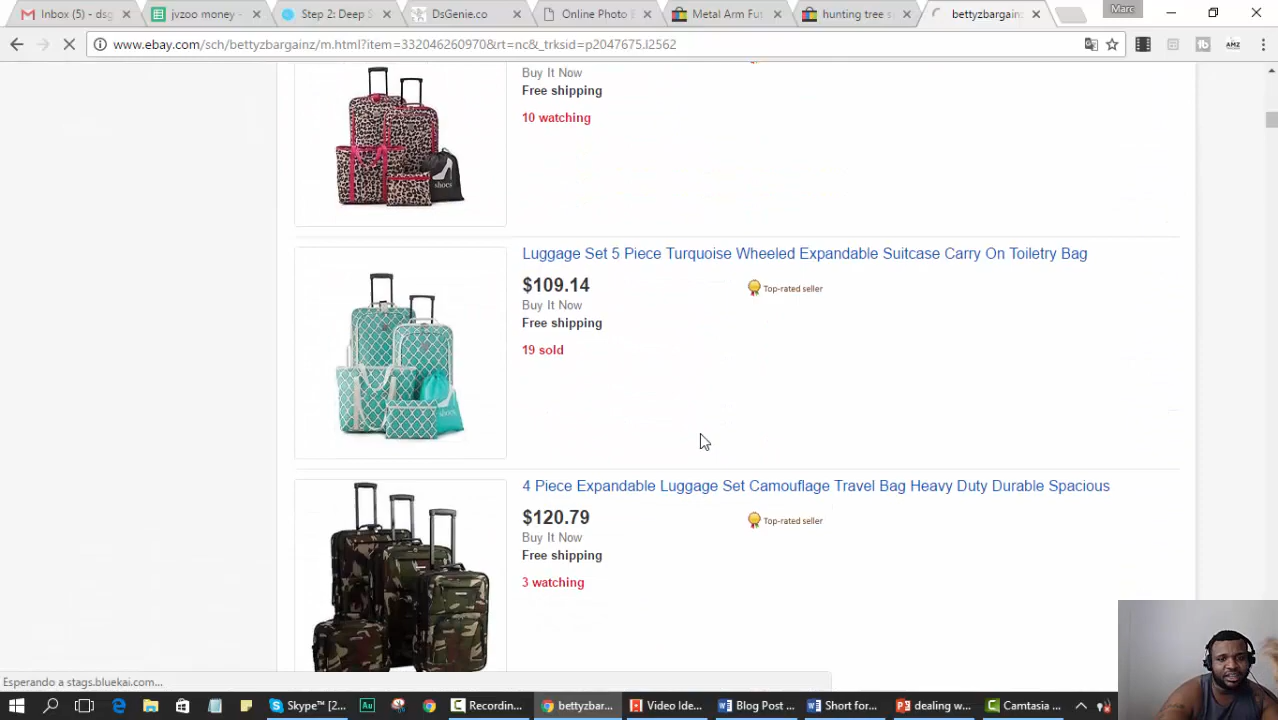 Inbox (5) - dsg
jvzoo money -
Step 2: Deep S
DsGenie.co
Online Photo E
Metal Arm Fut
hunting tree s
bettyzbargain
Marc
www.ebay.com/sch/bettyzbargainz/m.html?item=332046260970&rt=nc&_trksid=p2047675.l2562
Buy It Now
Free shipping
10 watching
shoes
Luggage Set 5 Piece Turquoise Wheeled Expandable Suitcase Carry On Toiletry Bag
$109.14
Top-rated seller
Buy It Now
Free shipping
19 sold
shoes
4 Piece Expandable Luggage Set Camouflage Travel Bag Heavy Duty Durable Spacious
$120.79
Top-rated seller
Buy It Now
Free shipping
3 watching
Esperando a stags.bluekai.com...
Skype™ [2...
Au
Recordin...
bettyzbar...
Video Ide...
Blog Post ...
Short for...
dealing w...
Camtasia ...